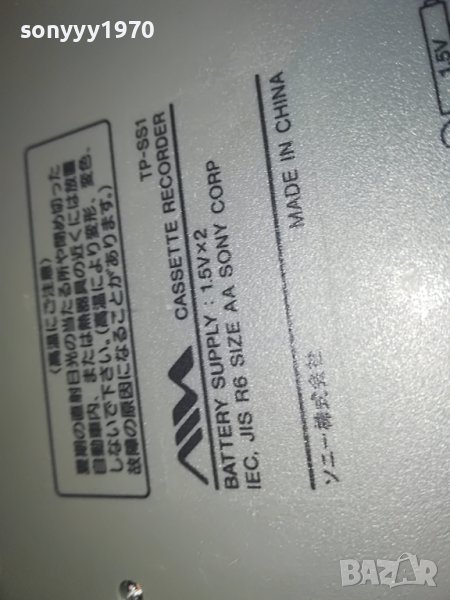 sonyyy1970
(高温にご注意)
夏期の直射日光の当たる所や閉め切った
自動車内、または熱器具の近くには放置
しないで下さい。(高温により変形、変色、
故障の原因になることがあります。)
TP-SS1
AIWA CASSETTE RECORDER
BATTERY SUPPLY : 1.5V×2
IEC, JIS R6 SIZE AA SONY CORP
ソニー株式会社 MADE IN CHINA
1.5V
BAZAR